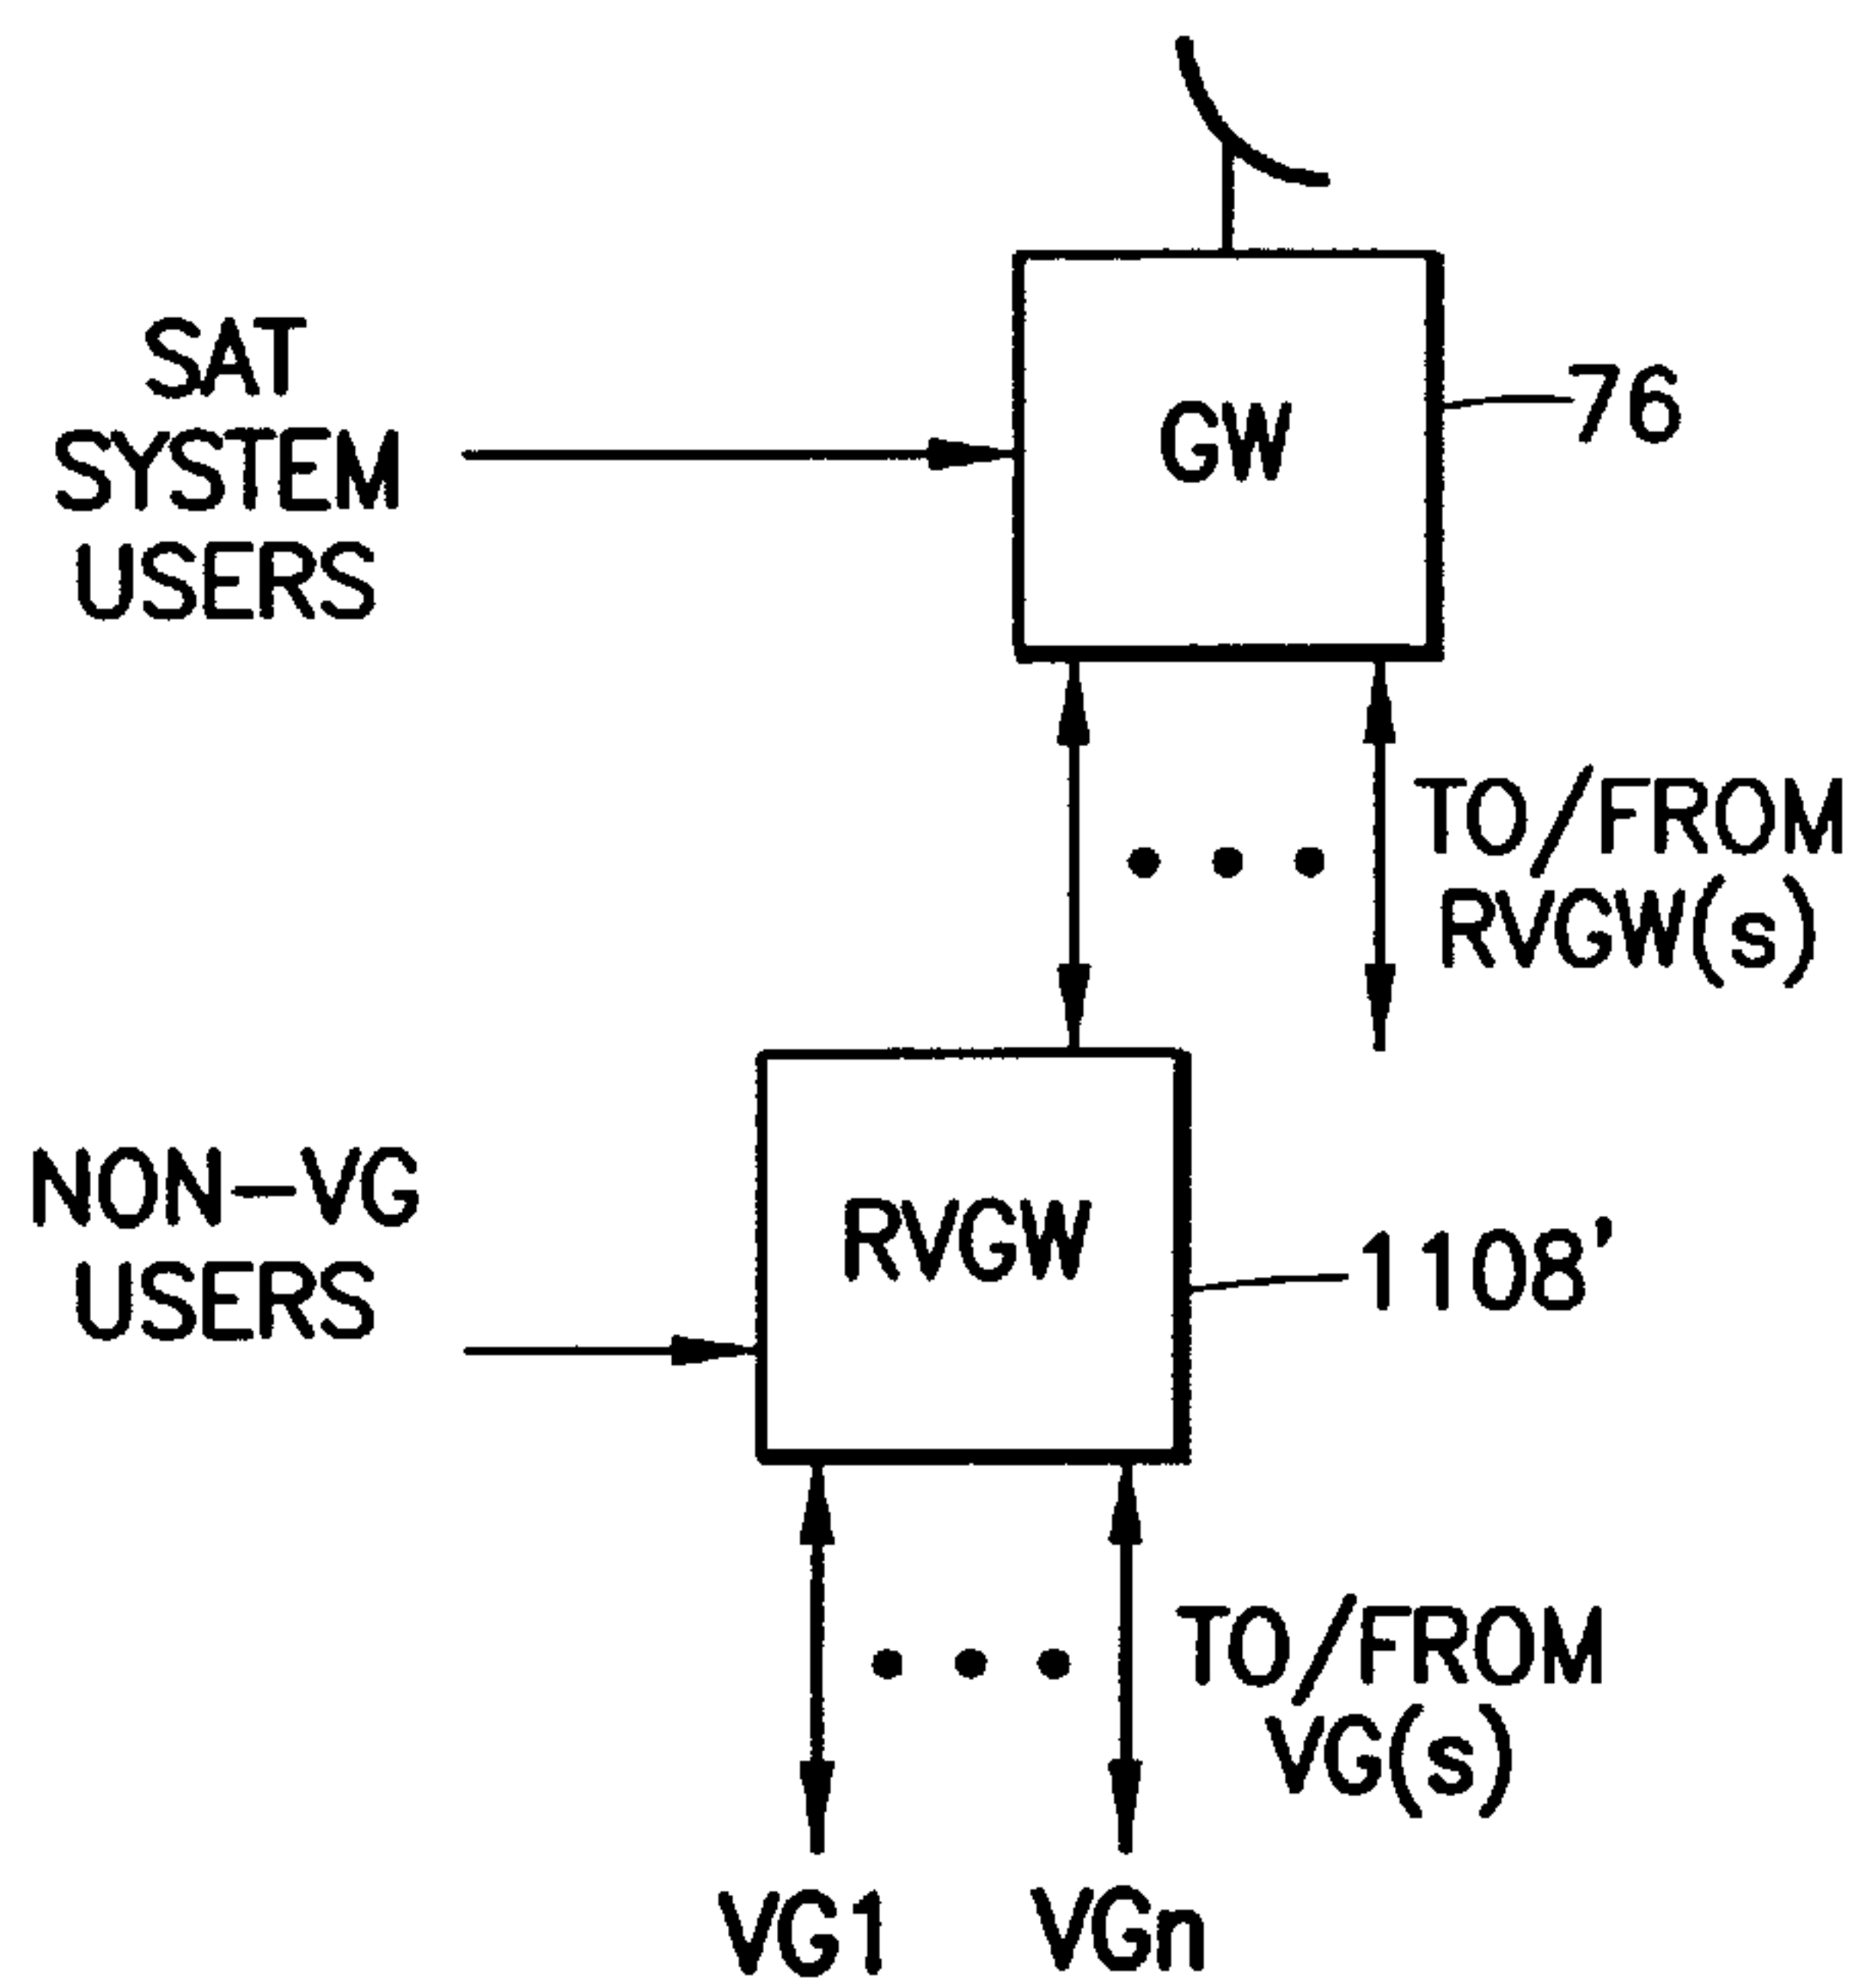 SAT
SYSTEM
USERS
GW
76
TO/FROM
RVGW(s)
NON-VG
USERS
RVGW
1108'
TO/FROM
VG(s)
VG1
VGn